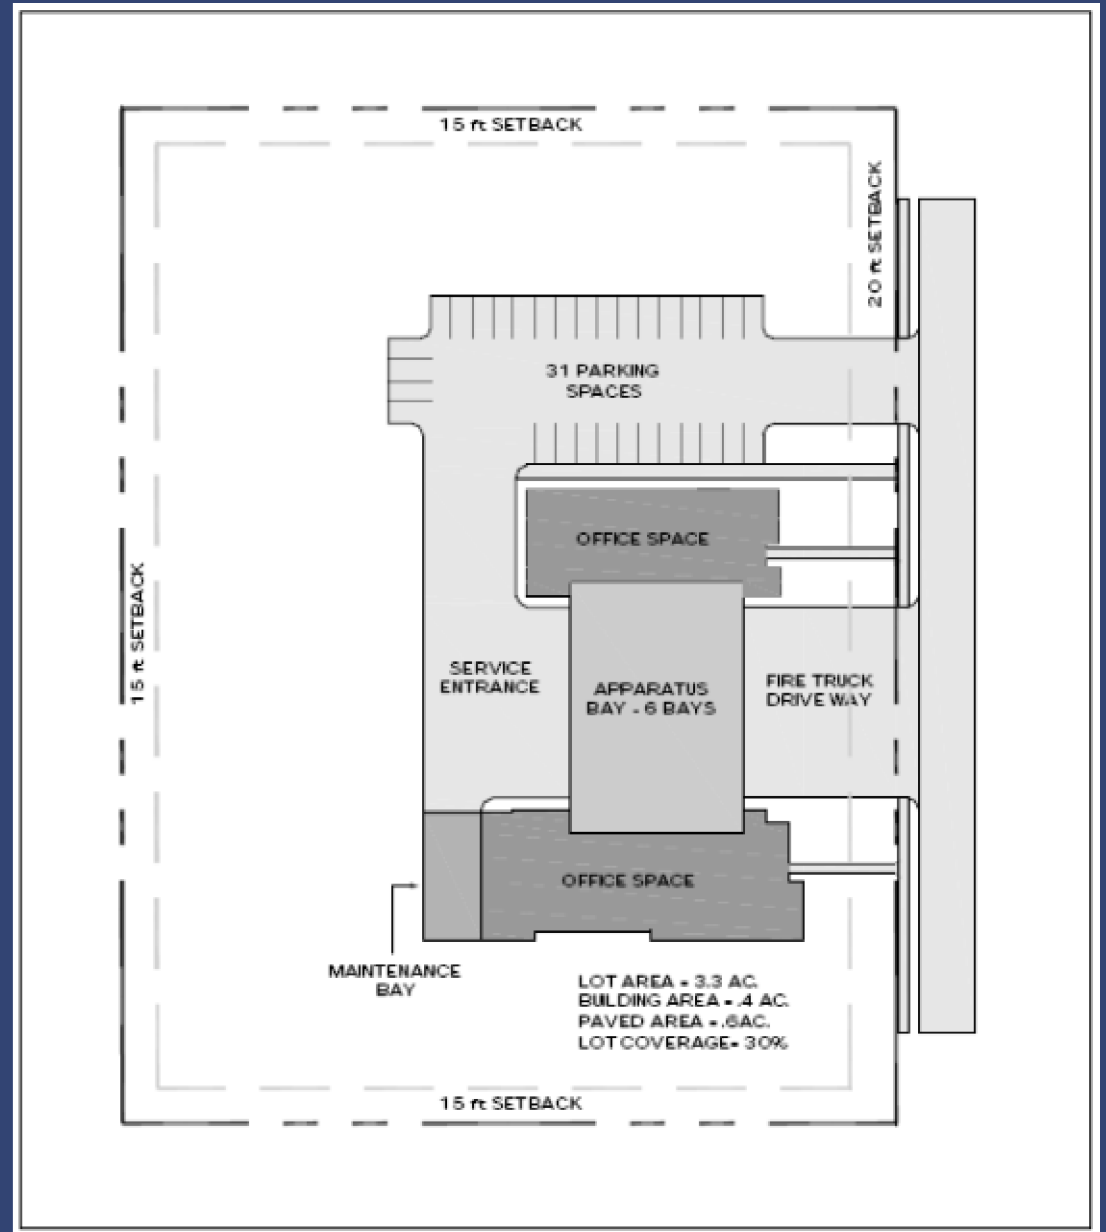 15 ft SETBACK
20 ft SETBACK
31 PARKING
SPACES
OFFICE SPACE
15 ft SETBACK
SERVICE
ENTRANCE
APPARATUS
BAY - 6 BAYS
FIRE TRUCK
DRIVE WAY
OFFICE SPACE
MAINTENANCE
BAY
LOT AREA = 3.3 AC.
BUILDING AREA = .4 AC.
PAVED AREA = .6AC.
LOT COVERAGE= 30%
15 ft SETBACK